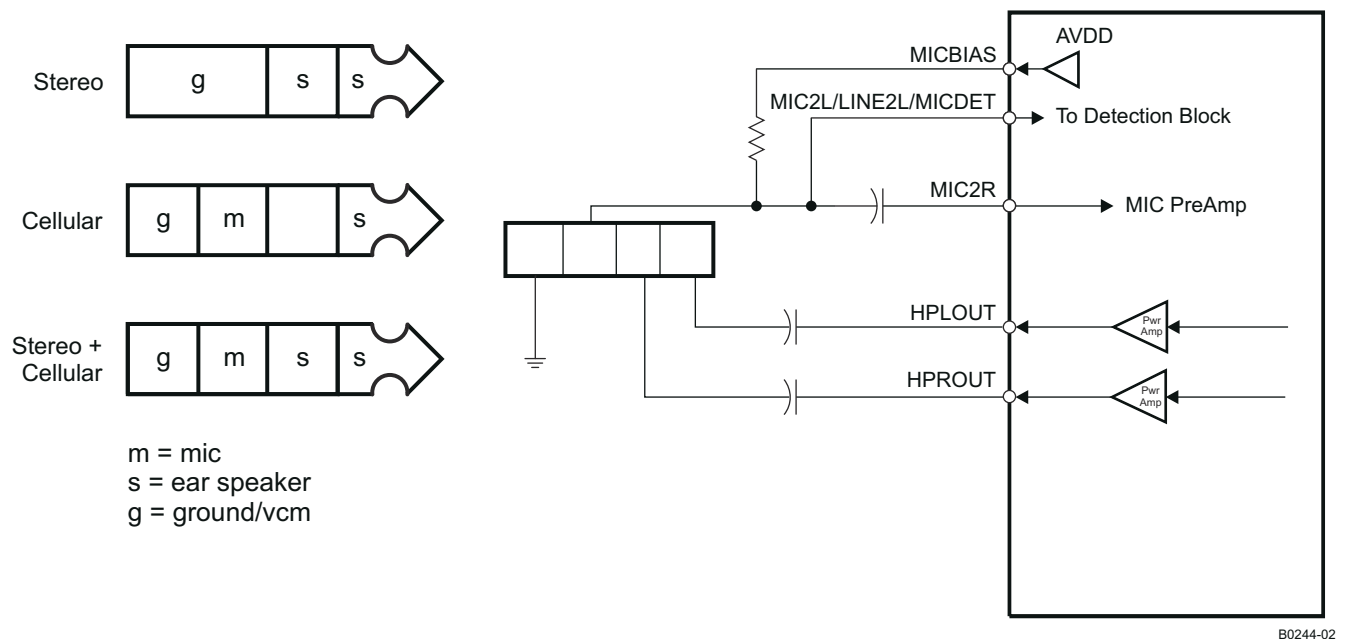 Stereo
g s s
Cellular
g m s
Stereo +
Cellular
g m s s
m = mic
s = ear speaker
g = ground/vcm
MICBIAS
AVDD
MIC2L/LINE2L/MICDET
To Detection Block
MIC2R
MIC PreAmp
HPLOUT
Pwr
Amp
HPROUT
Pwr
Amp
B0244-02